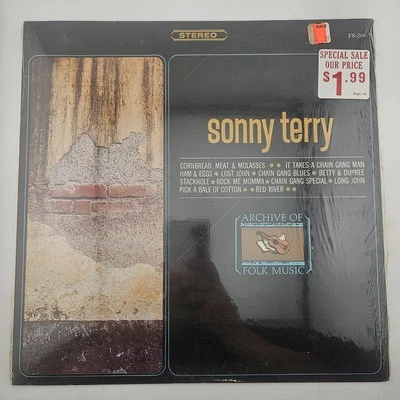 STEREO
SALE
SPECIAL SALE
OUR PRICE
$1.99
sonny terry
CORNBREAD, MEAT & MOLASSES ★★ IT TAKES A CHAIN GANG MAN
HAM & EGGS ★ LOST JOHN ★ CHAIN GANG BLUES ★ BETTY & DUPREE
STACKHOLE ★ ROCK ME MOMMA ★ CHAIN GANG SPECIAL ★ LONG JOHN
PICK A BALE OF COTTON ★ ★ RED RIVER ★ ★
ARCHIVE OF
FOLK MUSIC